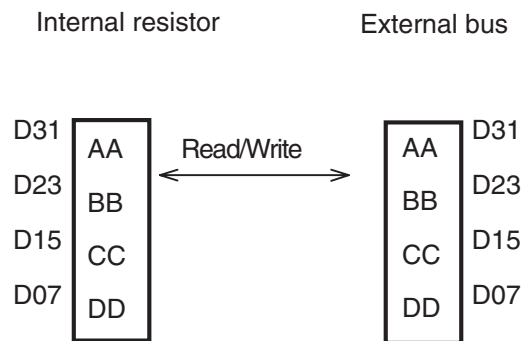 Internal resistor External bus
D31 D31
AA Read/Write AA
D23 D23
BB BB
D15 D15
CC CC
D07 D07
DD DD